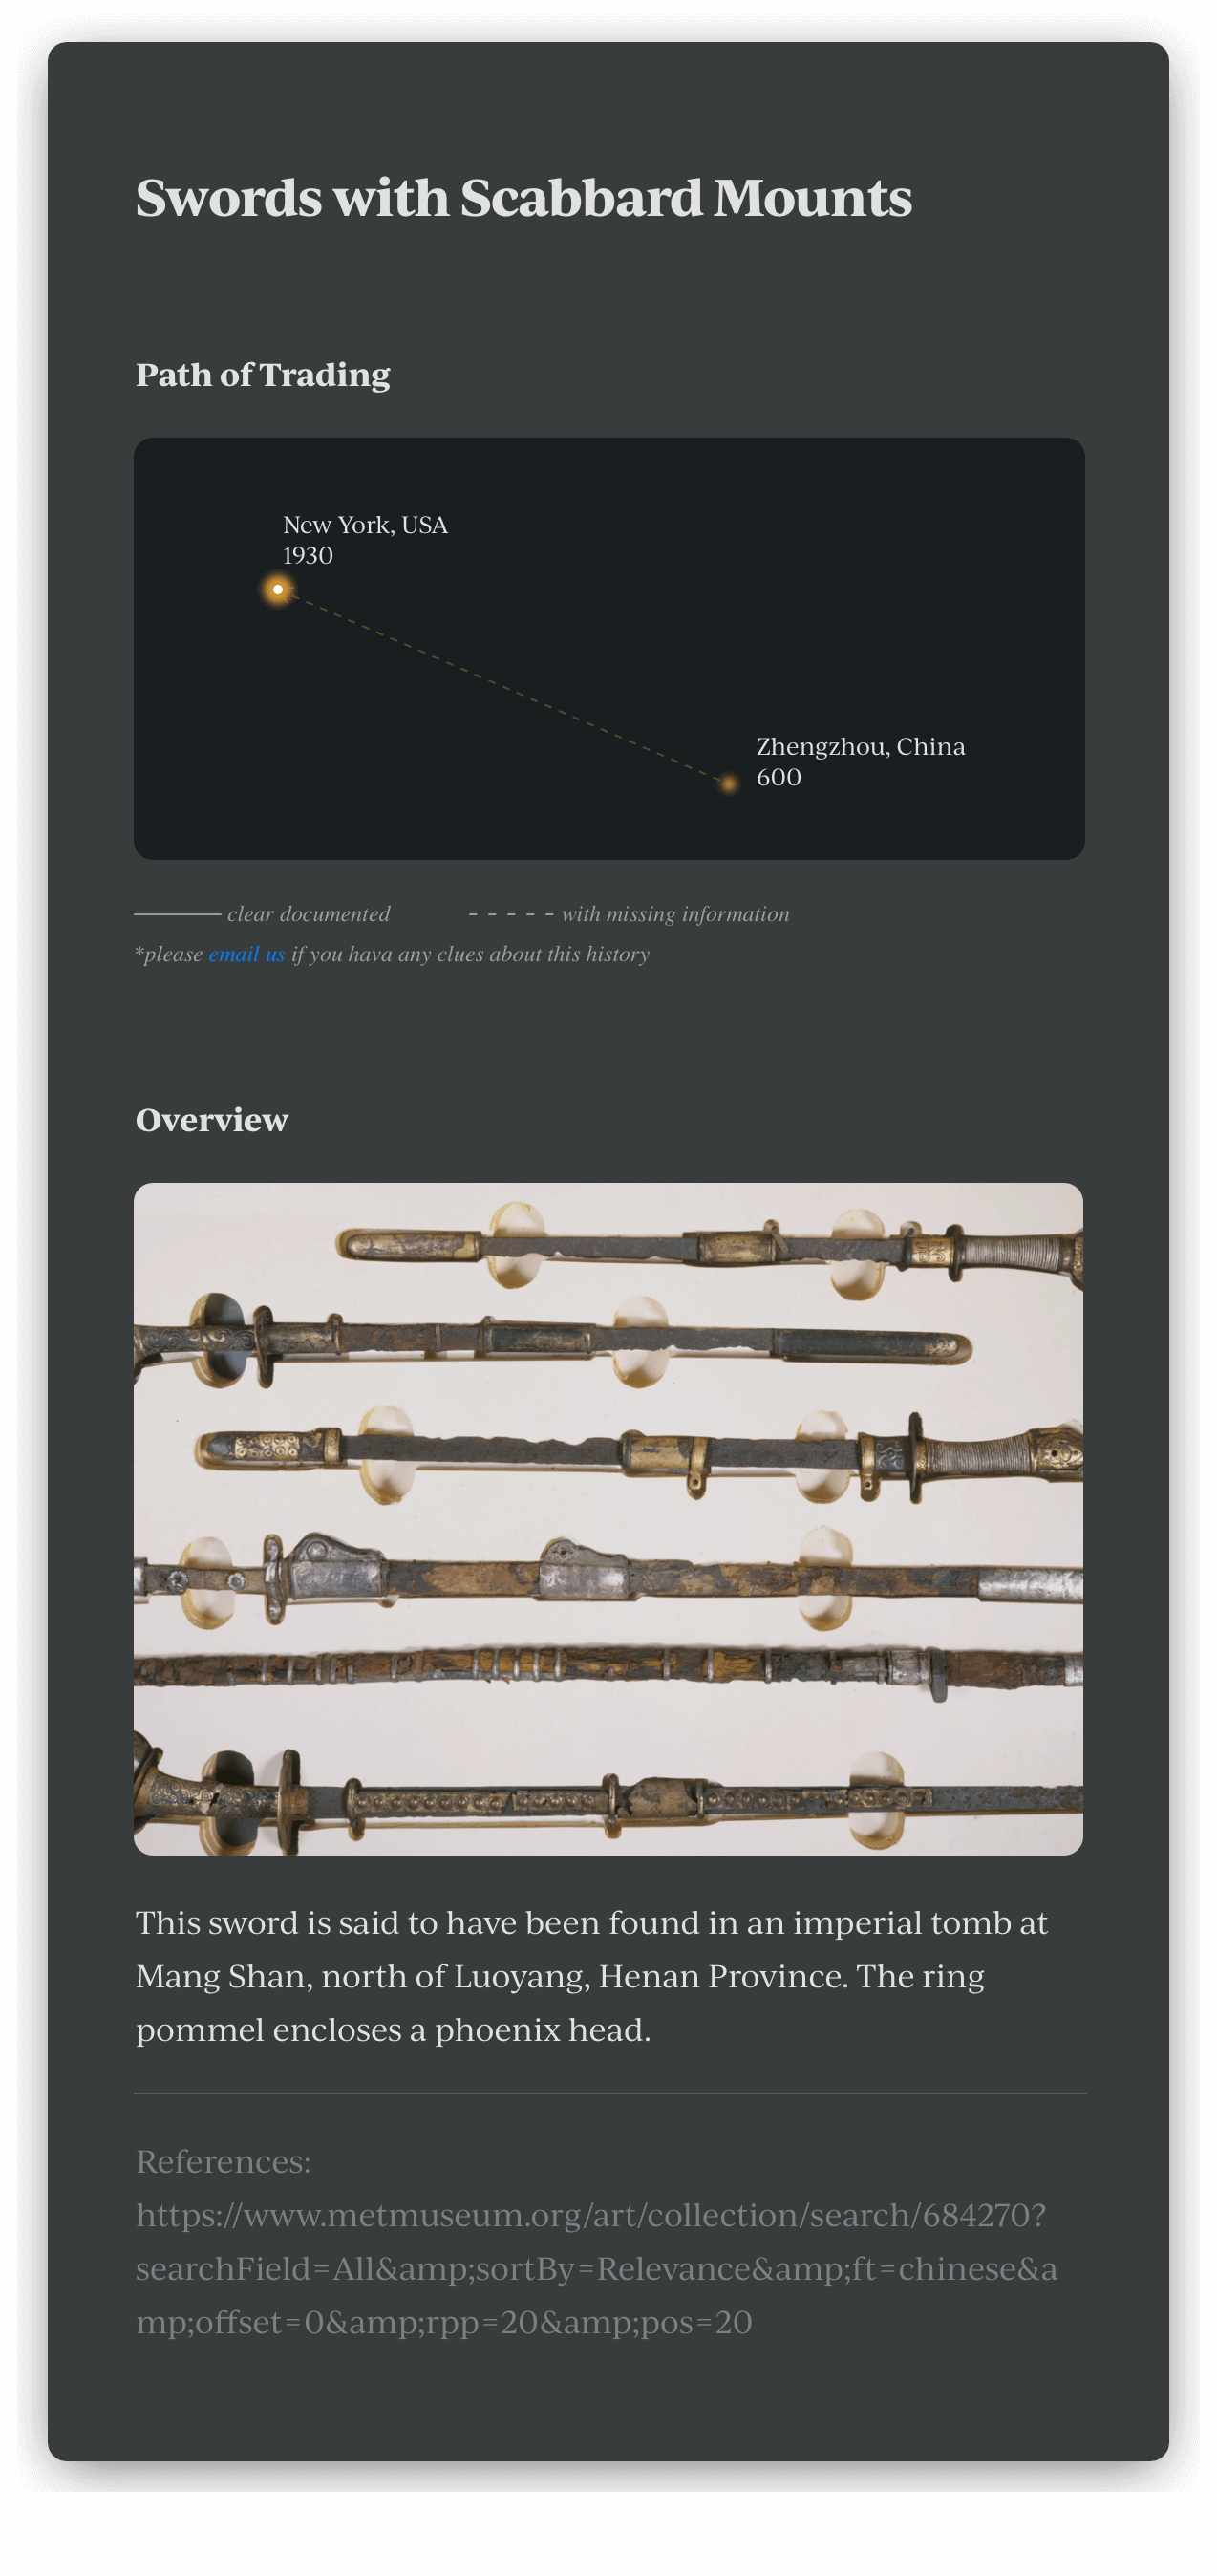 Swords with Scabbard Mounts
Path of Trading
New York, USA
1930
Zhengzhou, China
600
clear documented
with missing information
*please email us if you hava any clues about this history
Overview
This sword is said to have been found in an imperial tomb at
Mang Shan, north of Luoyang, Henan Province. The ring
pommel encloses a phoenix head.
References:
https://www.metmuseum.org/art/collection/search/684270?
searchField=All&amp;sortBy=Relevance&amp;ft=chinese&a
mp;offset=0&amp;rpp=20&amp;pos=20